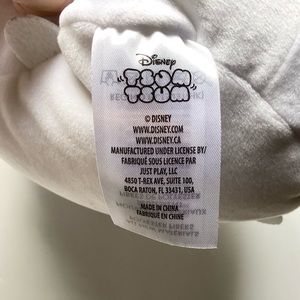 Disney
TSUM
TSUM
© DISNEY
WWW.DISNEY.COM
WWW.DISNEY.CA
MANUFACTURED UNDER LICENSE BY/
FABRIQUÉ SOUS LICENCE PAR
JUST PLAY, LLC
4850 T-REX AVE, SUITE 100,
BOCA RATON, FL 33431, USA
MADE IN CHINA
FABRIQUÉ EN CHINE